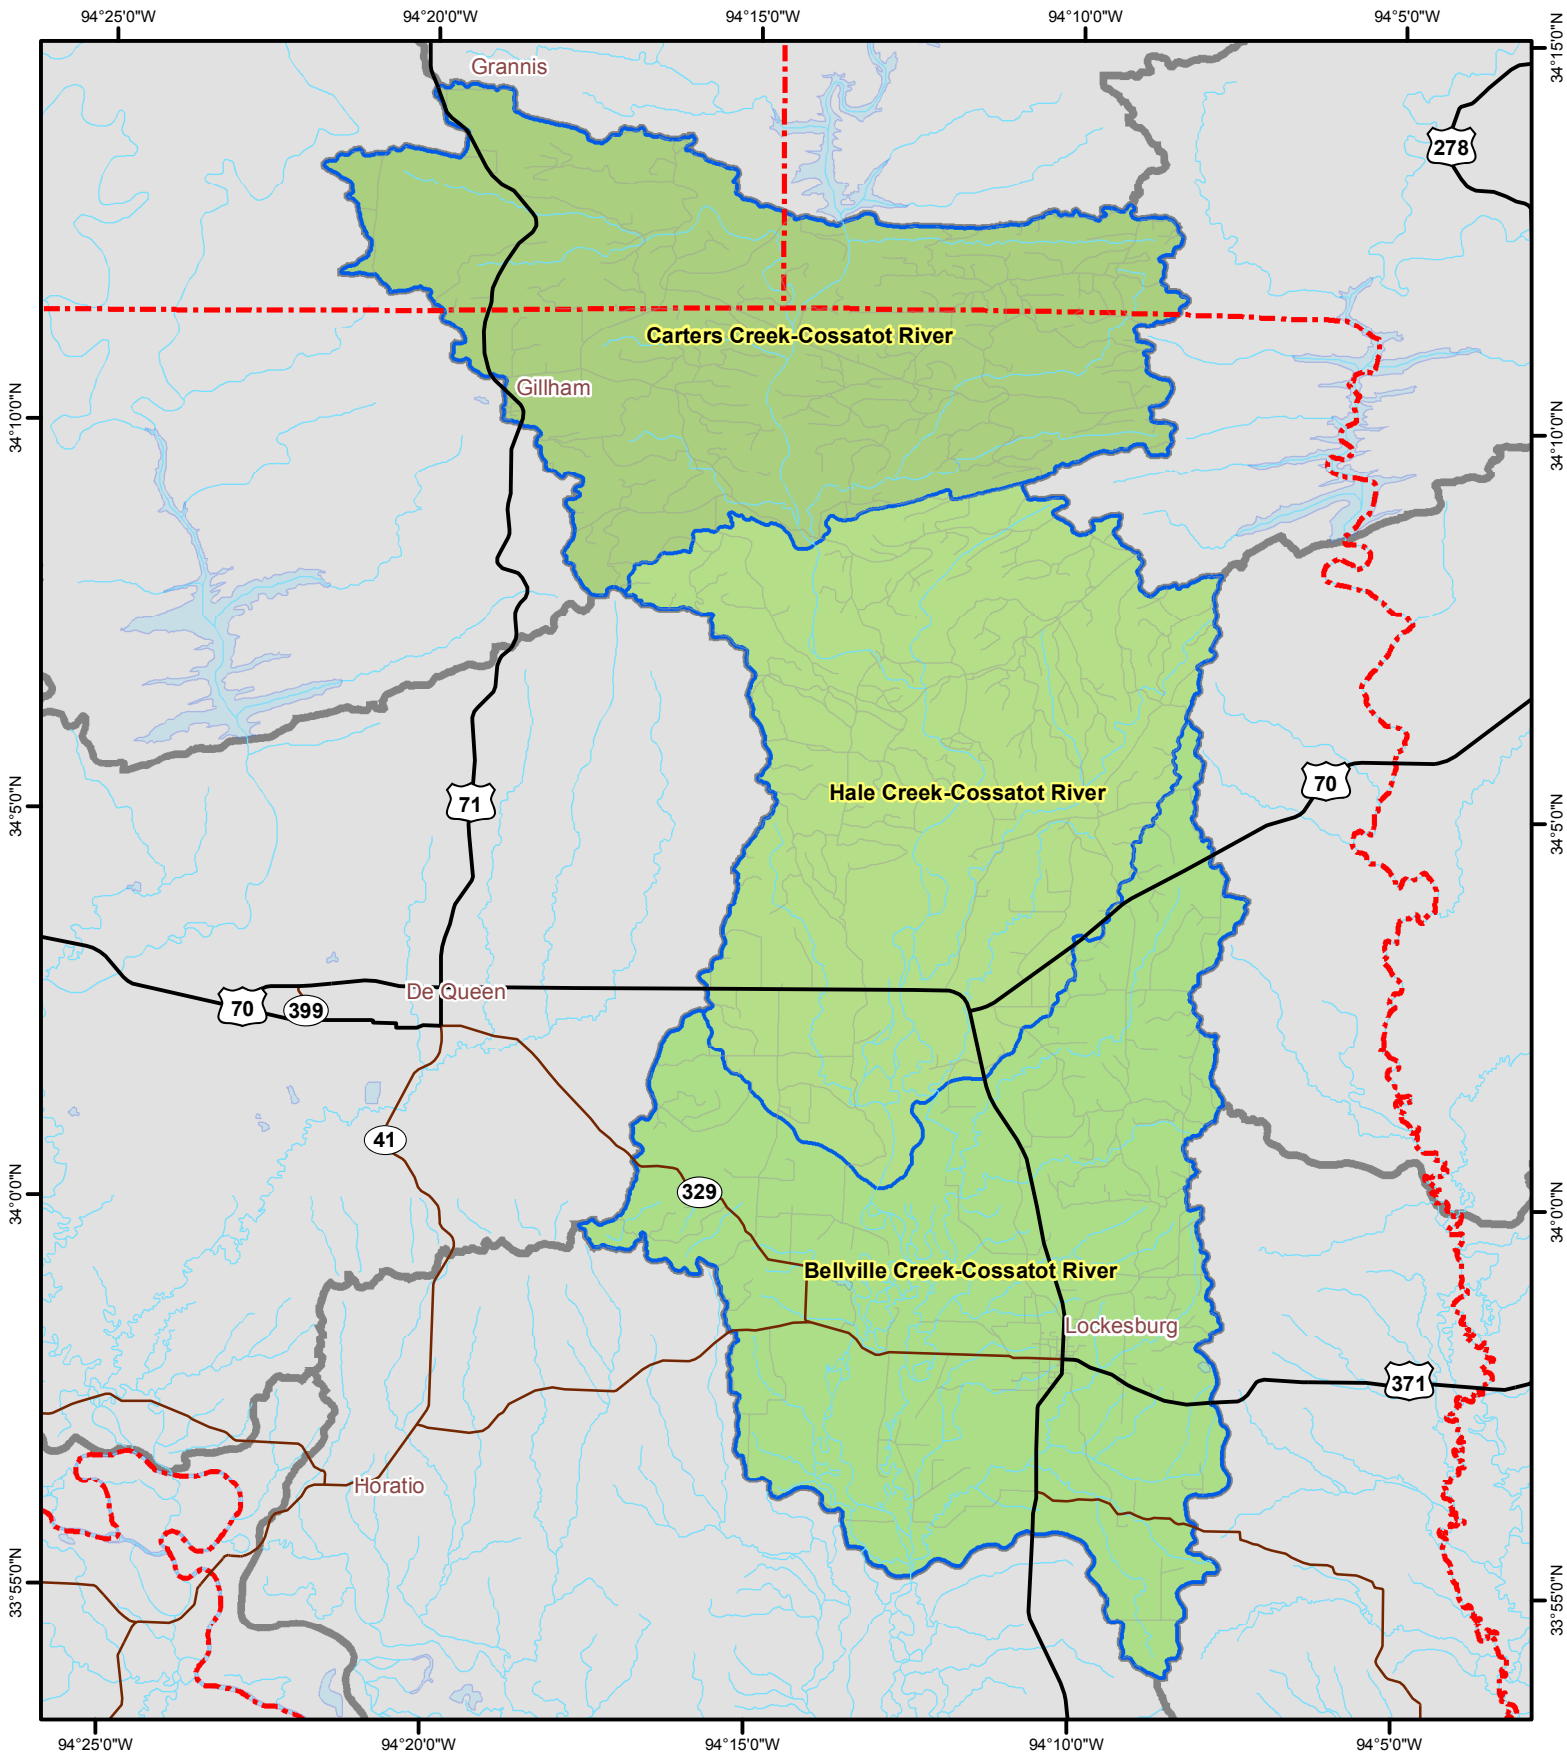 94°25'0"W 94°20'0"W 94°15'0"W 94°10'0"W 94°5'0"W
34°15'0"N
Grannis
278
Carters Creek-Cossatot River
Gillham
34°10'0"N
34°10'0"N
71
70
Hale Creek-Cossatot River
34°5'0"N
34°5'0"N
De Queen
70
399
41
329
34°0'0"N
34°0'0"N
Bellville Creek-Cossatot River
Lockesburg
371
Horatio
33°55'0"N
33°55'0"N
94°25'0"W 94°20'0"W 94°15'0"W 94°10'0"W 94°5'0"W